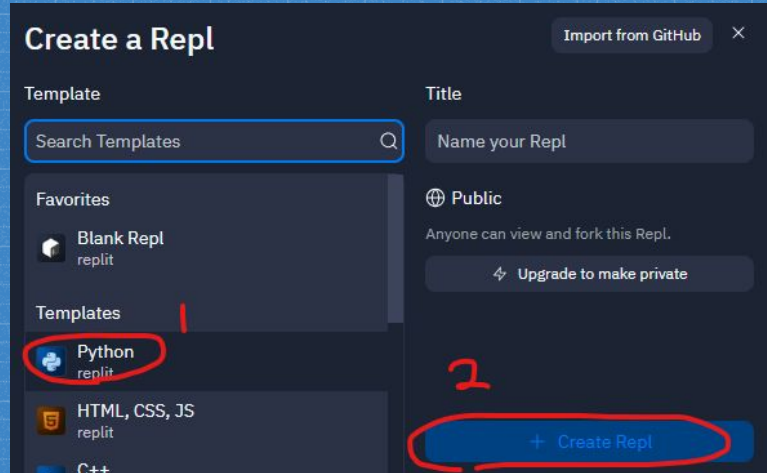 Create a Repl
Import from GitHub
Template
Search Templates
Favorites
Blank Repl
replit
Templates
1
Python
replit
HTML, CSS, JS
replit
C++
Title
Name your Repl
Public
Anyone can view and fork this Repl.
Upgrade to make private
2
+ Create Repl